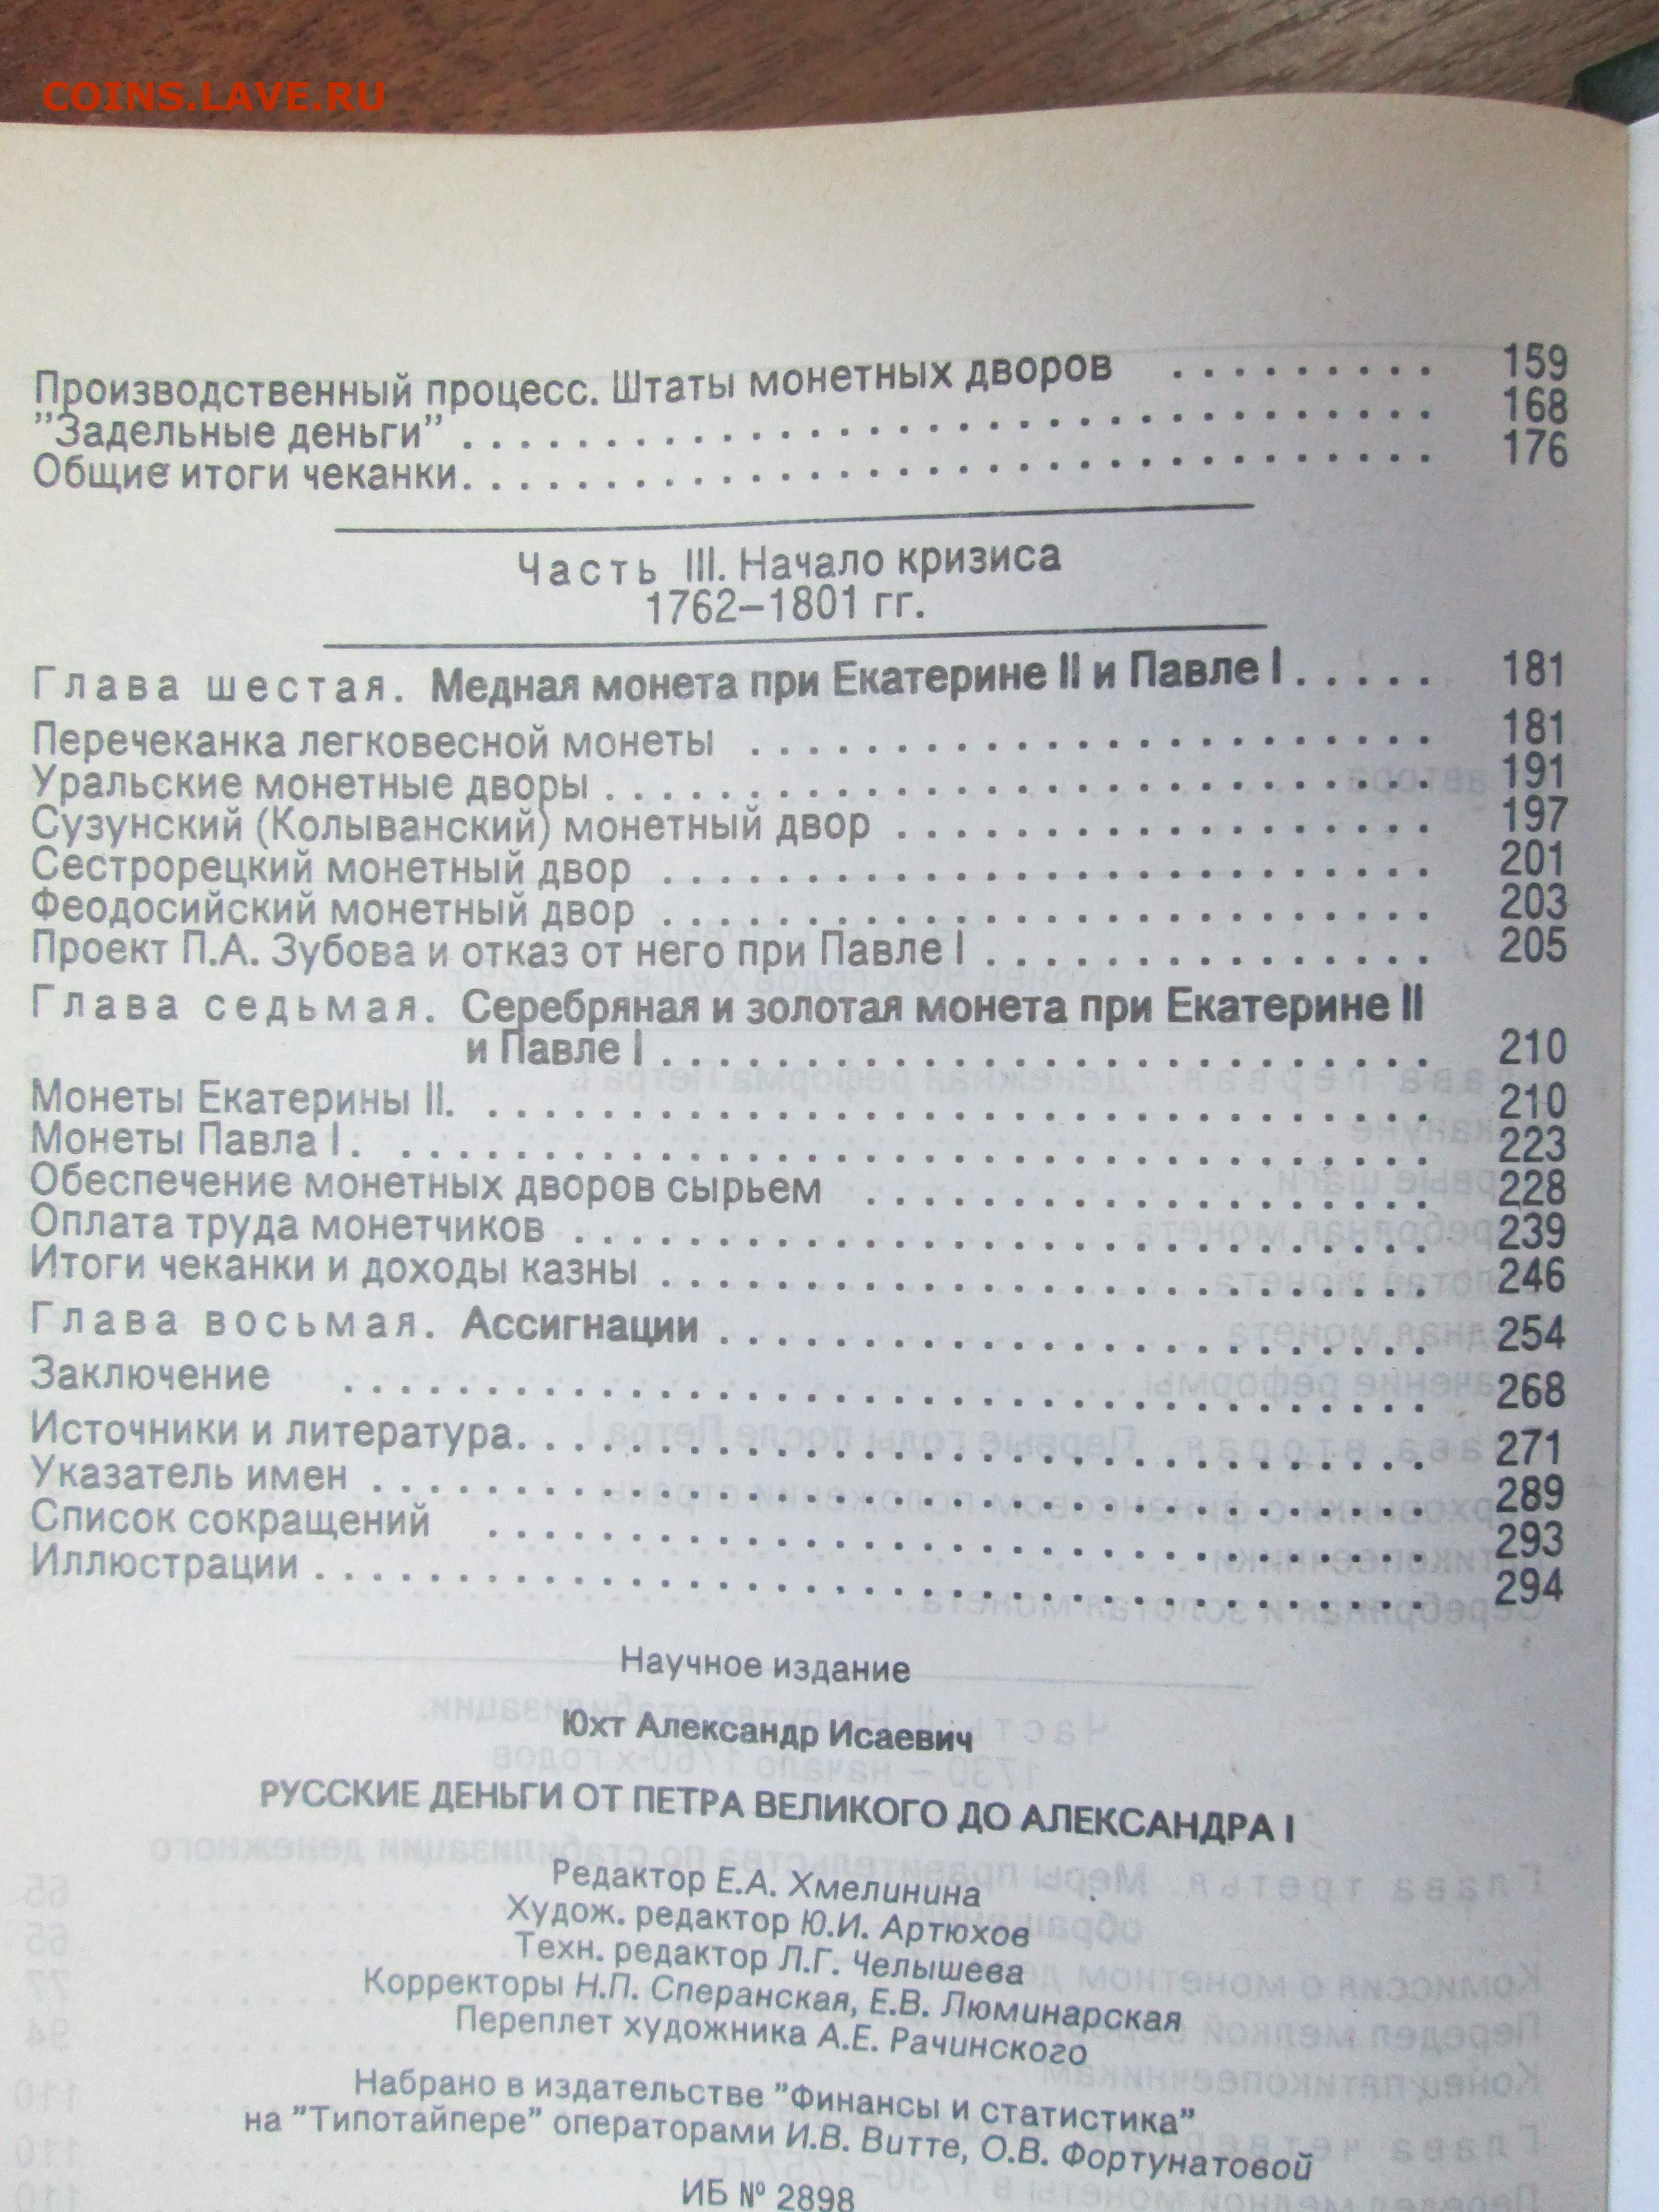 COINS.LAVE.RU
Производственный процесс. Штаты монетных дворов . . . . . . . . . 159
"Задельные деньги" . . . . . . . . . . . . . . . . . . . . . . . . . . 168
Общие итоги чеканки. . . . . . . . . . . . . . . . . . . . . . . . . . 176
Часть III. Начало кризиса
1762–1801 гг.
Глава шестая. Медная монета при Екатерине II и Павле I . . . . . 181
Перечеканка легковесной монеты . . . . . . . . . . . . . . . . . . 181
Уральские монетные дворы . . . . . . . . . . . . . . . . . . . . . . 191
Сузунский (Колыванский) монетный двор . . . . . . . . . . . . . . 197
Сестрорецкий монетный двор . . . . . . . . . . . . . . . . . . . . . 201
Феодосийский монетный двор . . . . . . . . . . . . . . . . . . . . . 203
Проект П.А. Зубова и отказ от него при Павле I . . . . . . . . . . . . 205
Глава седьмая. Серебряная и золотая монета при Екатерине II
и Павле I . . . . . . . . . . . . . . . . . . . . . 210
Монеты Екатерины II. . . . . . . . . . . . . . . . . . . . . . . . . . 210
Монеты Павла I . . . . . . . . . . . . . . . . . . . . . . . . . . . . 223
Обеспечение монетных дворов сырьем . . . . . . . . . . . . . . . 228
Оплата труда монетчиков . . . . . . . . . . . . . . . . . . . . . . . 239
Итоги чеканки и доходы казны . . . . . . . . . . . . . . . . . . . . . 246
Глава восьмая. Ассигнации . . . . . . . . . . . . . . . . . . . 254
Заключение . . . . . . . . . . . . . . . . . . . . . . . . . . . . . 268
Источники и литература. . . . . . . . . . . . . . . . . . . . . . . . 271
Указатель имен . . . . . . . . . . . . . . . . . . . . . . . . . . . . 289
Список сокращений . . . . . . . . . . . . . . . . . . . . . . . . . 293
Иллюстрации . . . . . . . . . . . . . . . . . . . . . . . . . . . . . 294
Научное издание
Юхт Александр Исаевич
РУССКИЕ ДЕНЬГИ ОТ ПЕТРА ВЕЛИКОГО ДО АЛЕКСАНДРА I
Редактор Е.А. Хмелинина
Худож. редактор Ю.И. Артюхов
Техн. редактор Л.Г. Челышева
Корректоры Н.П. Сперанская, Е.В. Люминарская
Переплет художника А.Е. Рачинского
Набрано в издательстве "Финансы и статистика"
на "Типотайпере" операторами И.В. Витте, О.В. Фортунатовой
ИБ № 2898